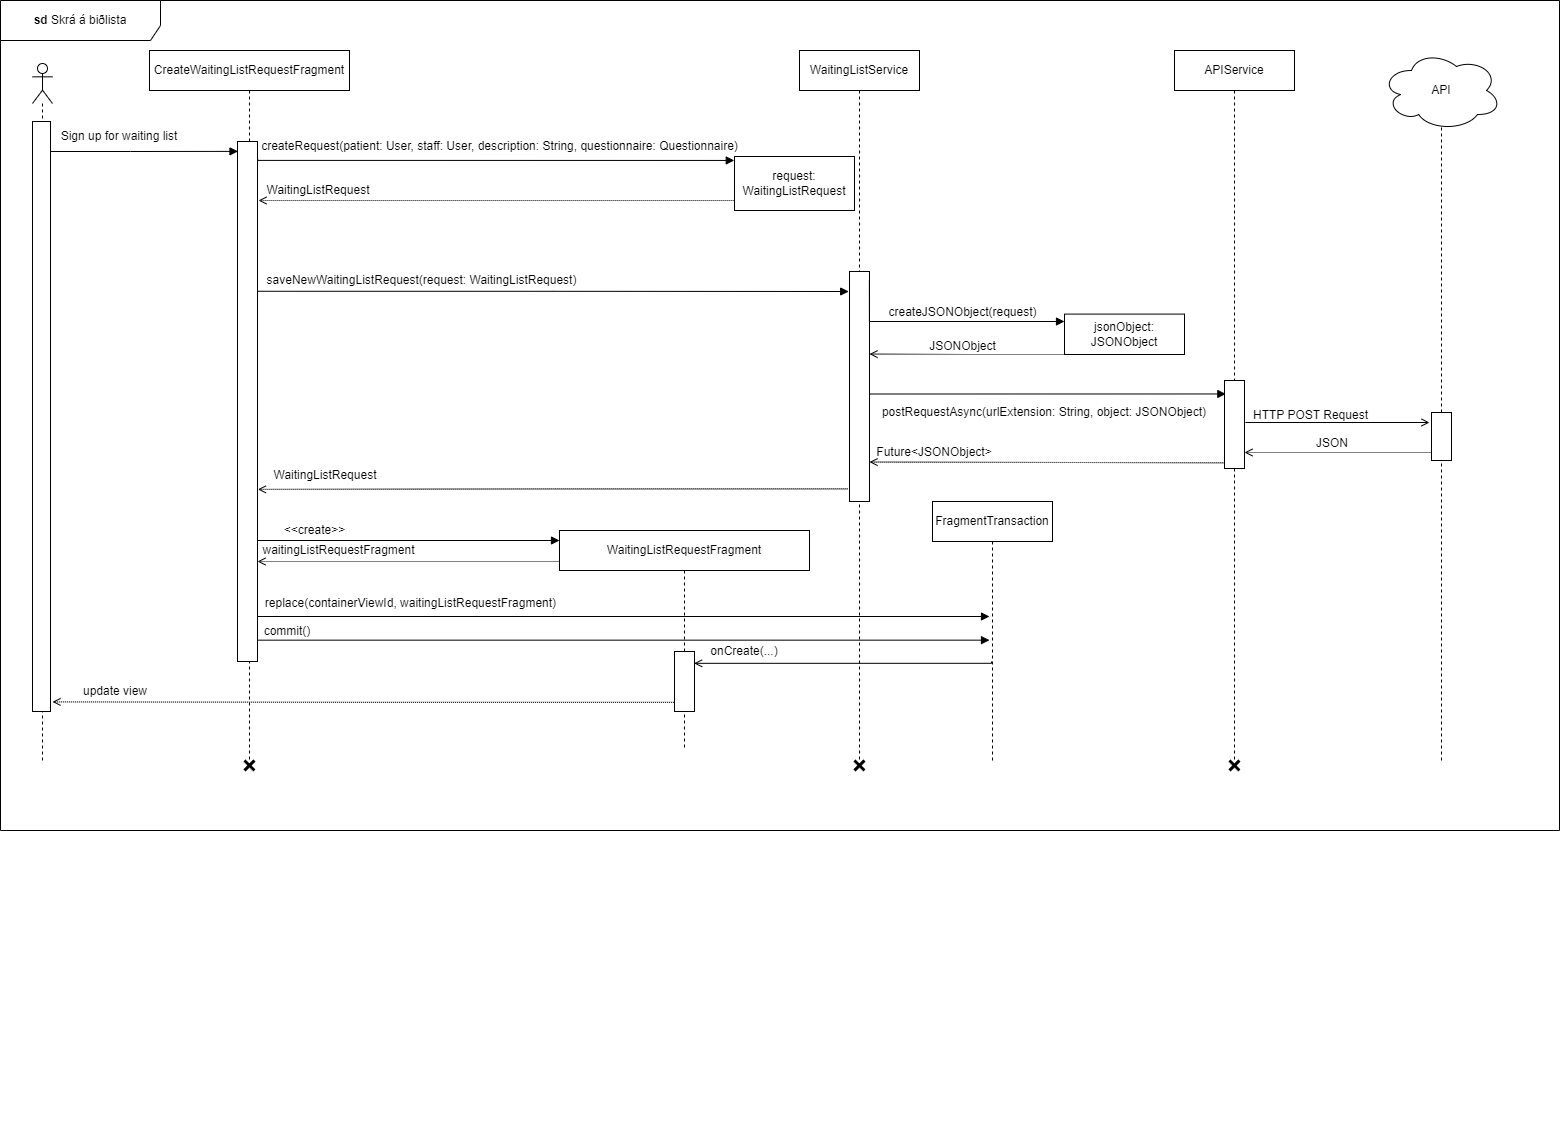 sd Skrá á biðlista
CreateWaitingListRequestFragment
WaitingListService
APIService
API
Sign up for waiting list
createRequest(patient: User, staff: User, description: String, questionnaire: Questionnaire)
request:
WaitingListRequest
WaitingListRequest
saveNewWaitingListRequest(request: WaitingListRequest)
createJSONObject(request)
jsonObject:
JSONObject
JSONObject
postRequestAsync(urlExtension: String, object: JSONObject)
HTTP POST Request
JSON
Future<JSONObject>
WaitingListRequest
FragmentTransaction
<<create>>
waitingListRequestFragment
WaitingListRequestFragment
replace(containerViewId, waitingListRequestFragment)
commit()
onCreate(...)
update view